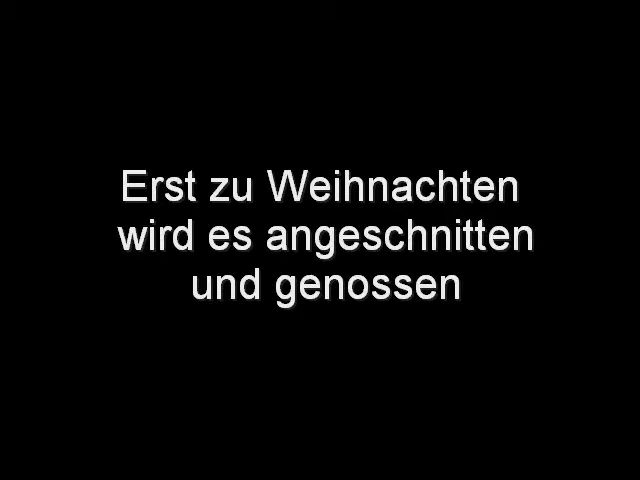 Erst zu Weihnachten
wird es angeschnitten
und genossen